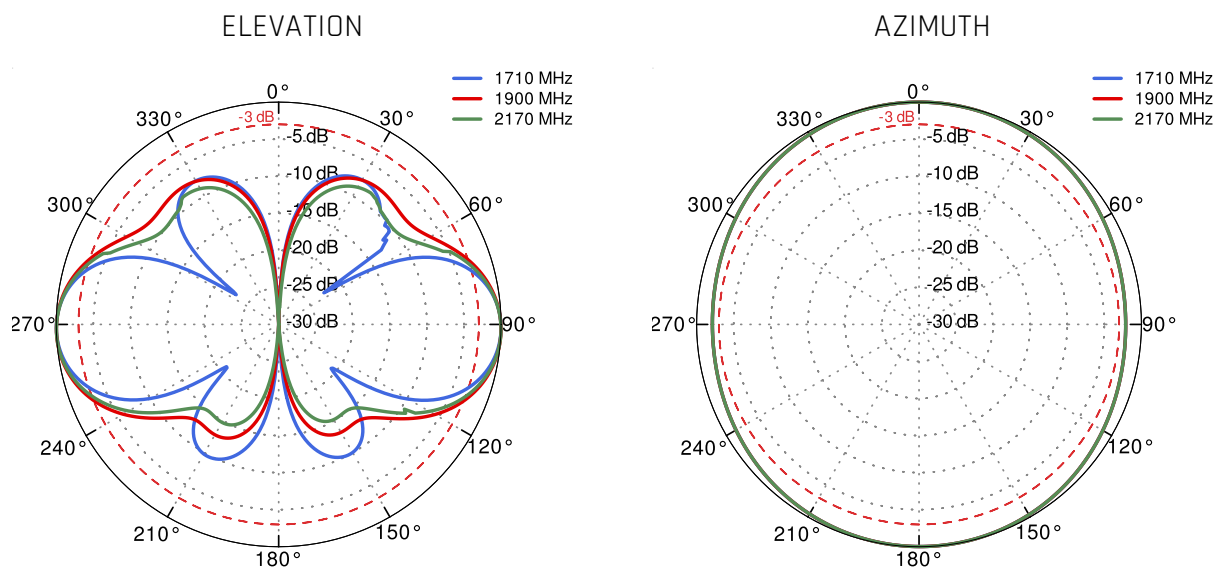 ELEVATION
AZIMUTH
1710 MHz
1900 MHz
2170 MHz
0°
30°
60°
90°
120°
150°
180°
210°
240°
270°
300°
330°
-3 dB
-5 dB
-10 dB
-15 dB
-20 dB
-25 dB
-30 dB
1710 MHz
1900 MHz
2170 MHz
0°
30°
60°
90°
120°
150°
180°
210°
240°
270°
300°
330°
-3 dB
-5 dB
-10 dB
-15 dB
-20 dB
-25 dB
-30 dB